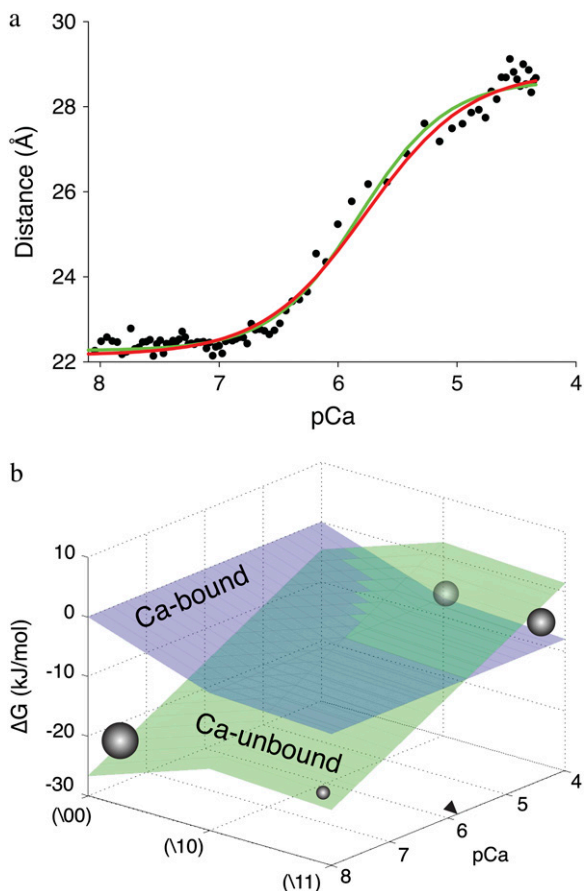 a
30
28
26
24
22
Distance (Å)
8 7 6 5 4
pCa
b
10
0
-10
-20
-30
ΔG (kJ/mol)
Ca-bound
Ca-unbound
(\00)
(\10)
(\11)
8
7
6
5
4
pCa